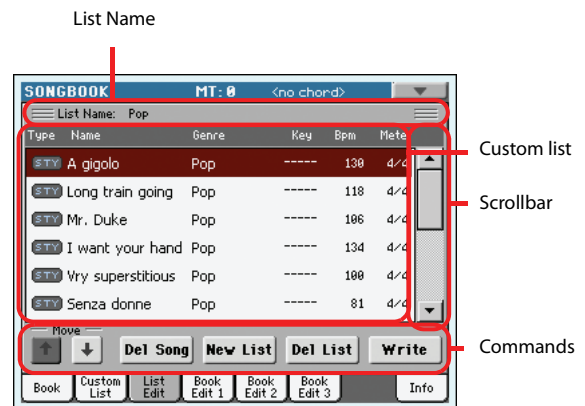 List Name
SONGBOOK MT: 0 <no chord>
List Name: Pop
Type Name Genre Key Bpm Mete
STY A gigolo Pop ----- 130 4/4
STY Long train going Pop ----- 118 4/4
STY Mr. Duke Pop ----- 106 4/4
STY I want your hand Pop ----- 134 4/4
STY Vry superstitious Pop ----- 100 4/4
STY Senza donne Pop ----- 81 4/4
Custom list
Scrollbar
Move
Del Song New List Del List Write
Commands
Book Custom List List Edit Book Edit 1 Book Edit 2 Book Edit 3 Info